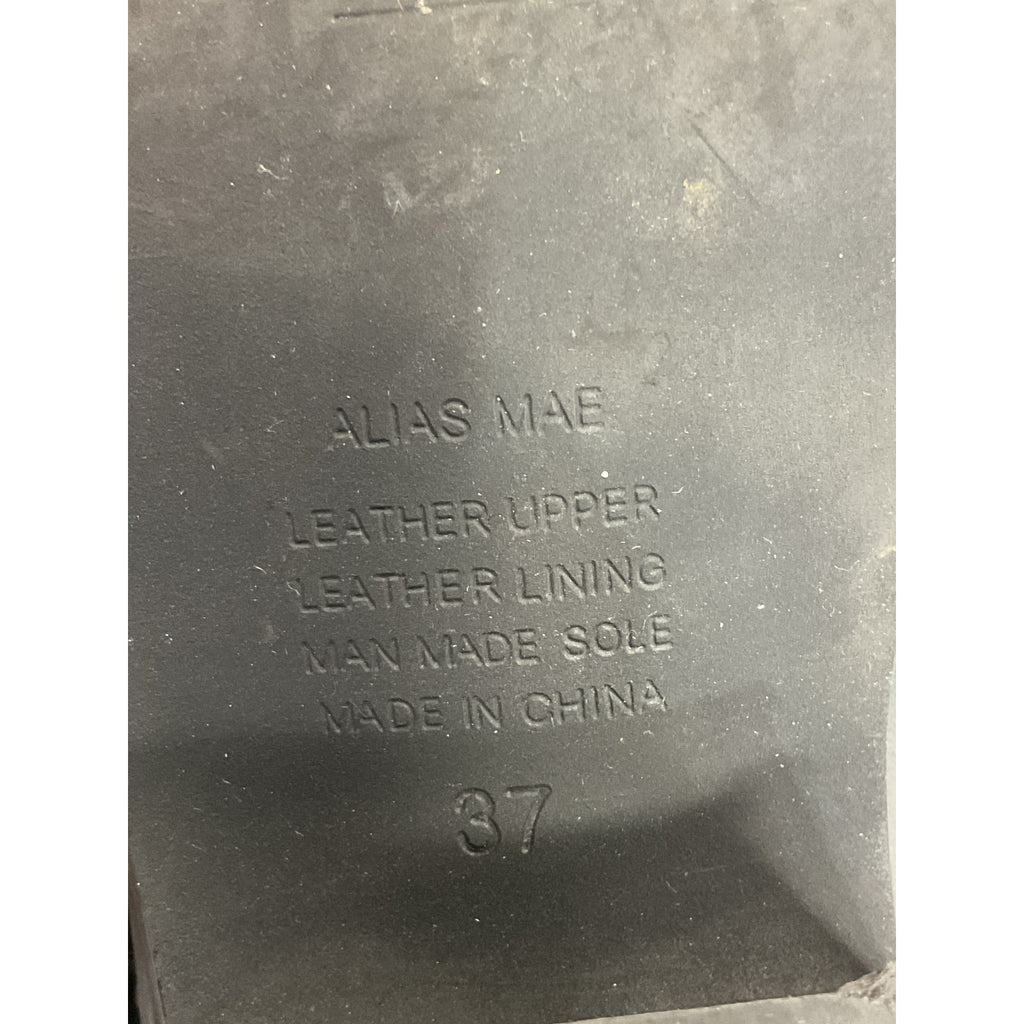 ALIAS MAE
LEATHER UPPER
LEATHER LINING
MAN MADE SOLE
MADE IN CHINA
37